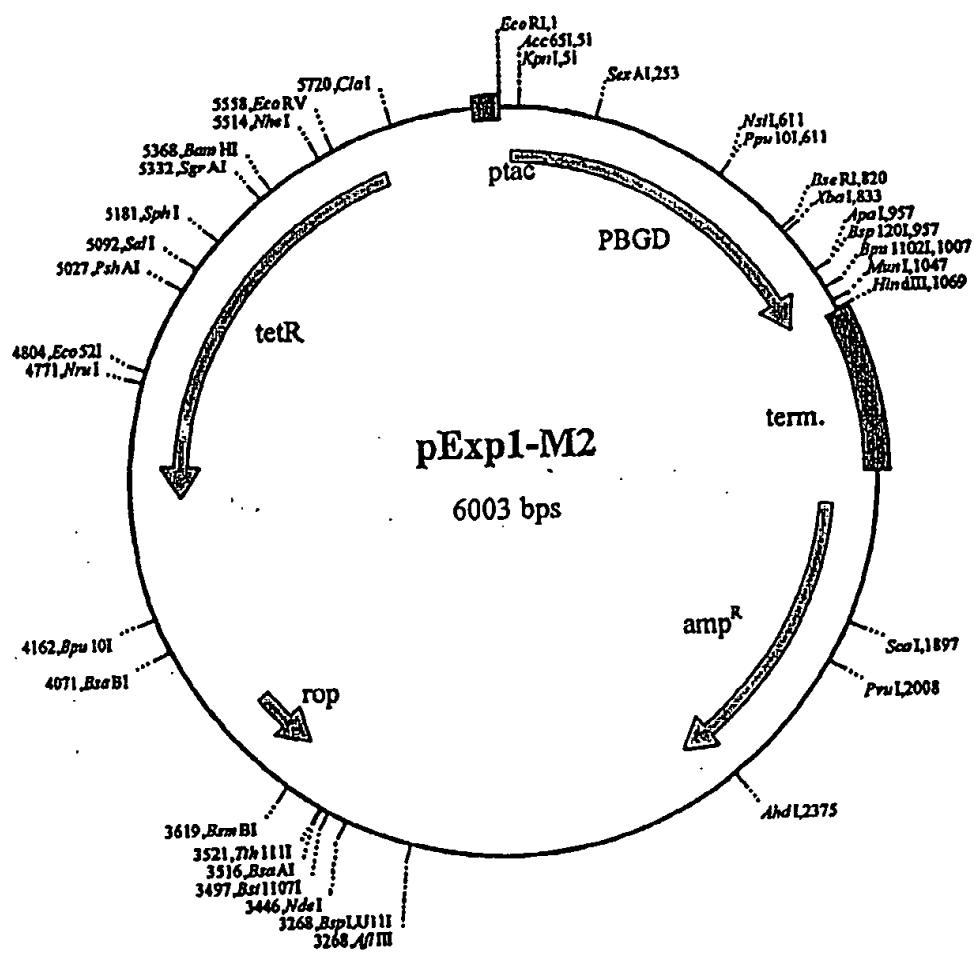 EcoRI,1
Acc65I,51
KpnI,51
SexAI,253
NsiI,611
Ppu10I,611
BseRI,820
XbaI,833
ApaI,957
Bsp120I,957
Bpu1102I,1007
MunI,1047
HindIII,1069
5720,ClaI
5558,EcoRV
5514,NheI
5368,BamHI
5332,SgrAI
5181,SphI
5092,SalI
5027,PshAI
4804,Eco52I
4771,NruI
ptac
PBGD
tetR
term.
pExp1-M2
6003 bps
ampR
rop
4162,Bpu10I
4071,BsaBI
ScaI,1897
PvuI,2008
AhdI,2375
3619,BsmBI
3521,Tth111I
3516,BsaAI
3497,Bst1107I
3446,NdeI
3268,BspLU11I
3268,AflIII